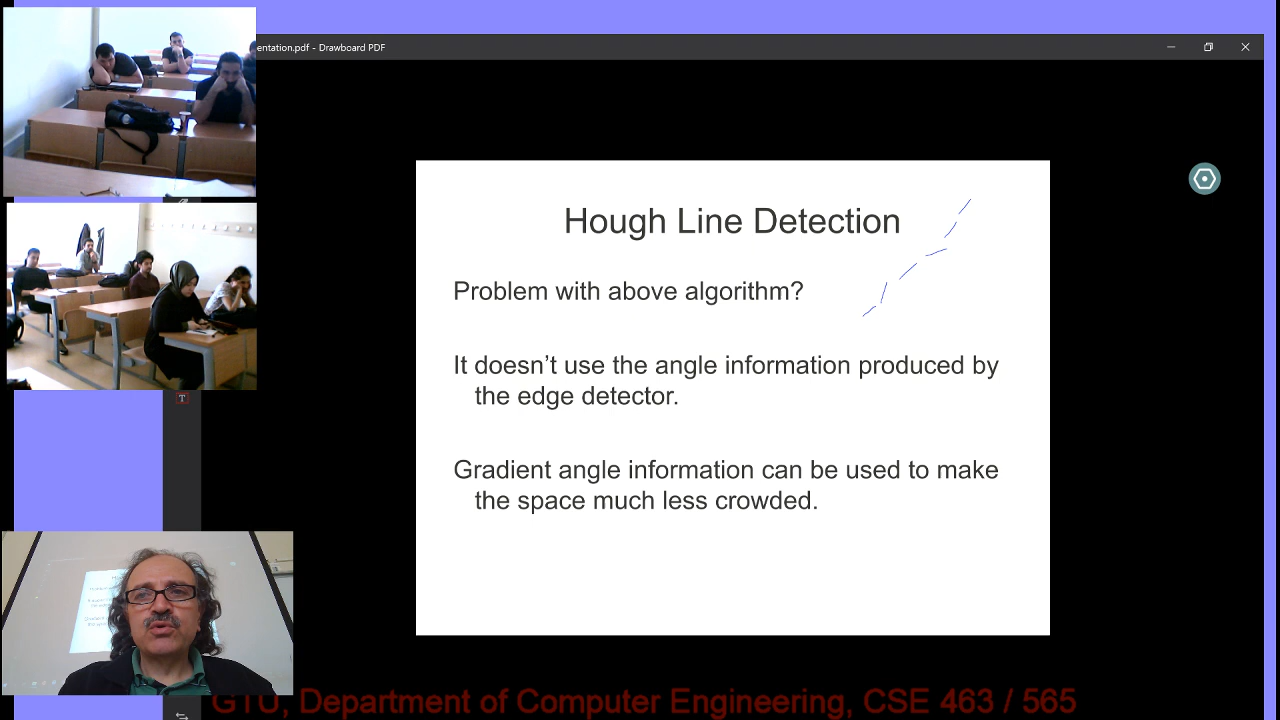 entation.pdf - Drawboard PDF
Hough Line Detection
Problem with above algorithm?
It doesn't use the angle information produced by
the edge detector.
Gradient angle information can be used to make
the space much less crowded.
T
GTU, Department of Computer Engineering, CSE 463 / 565